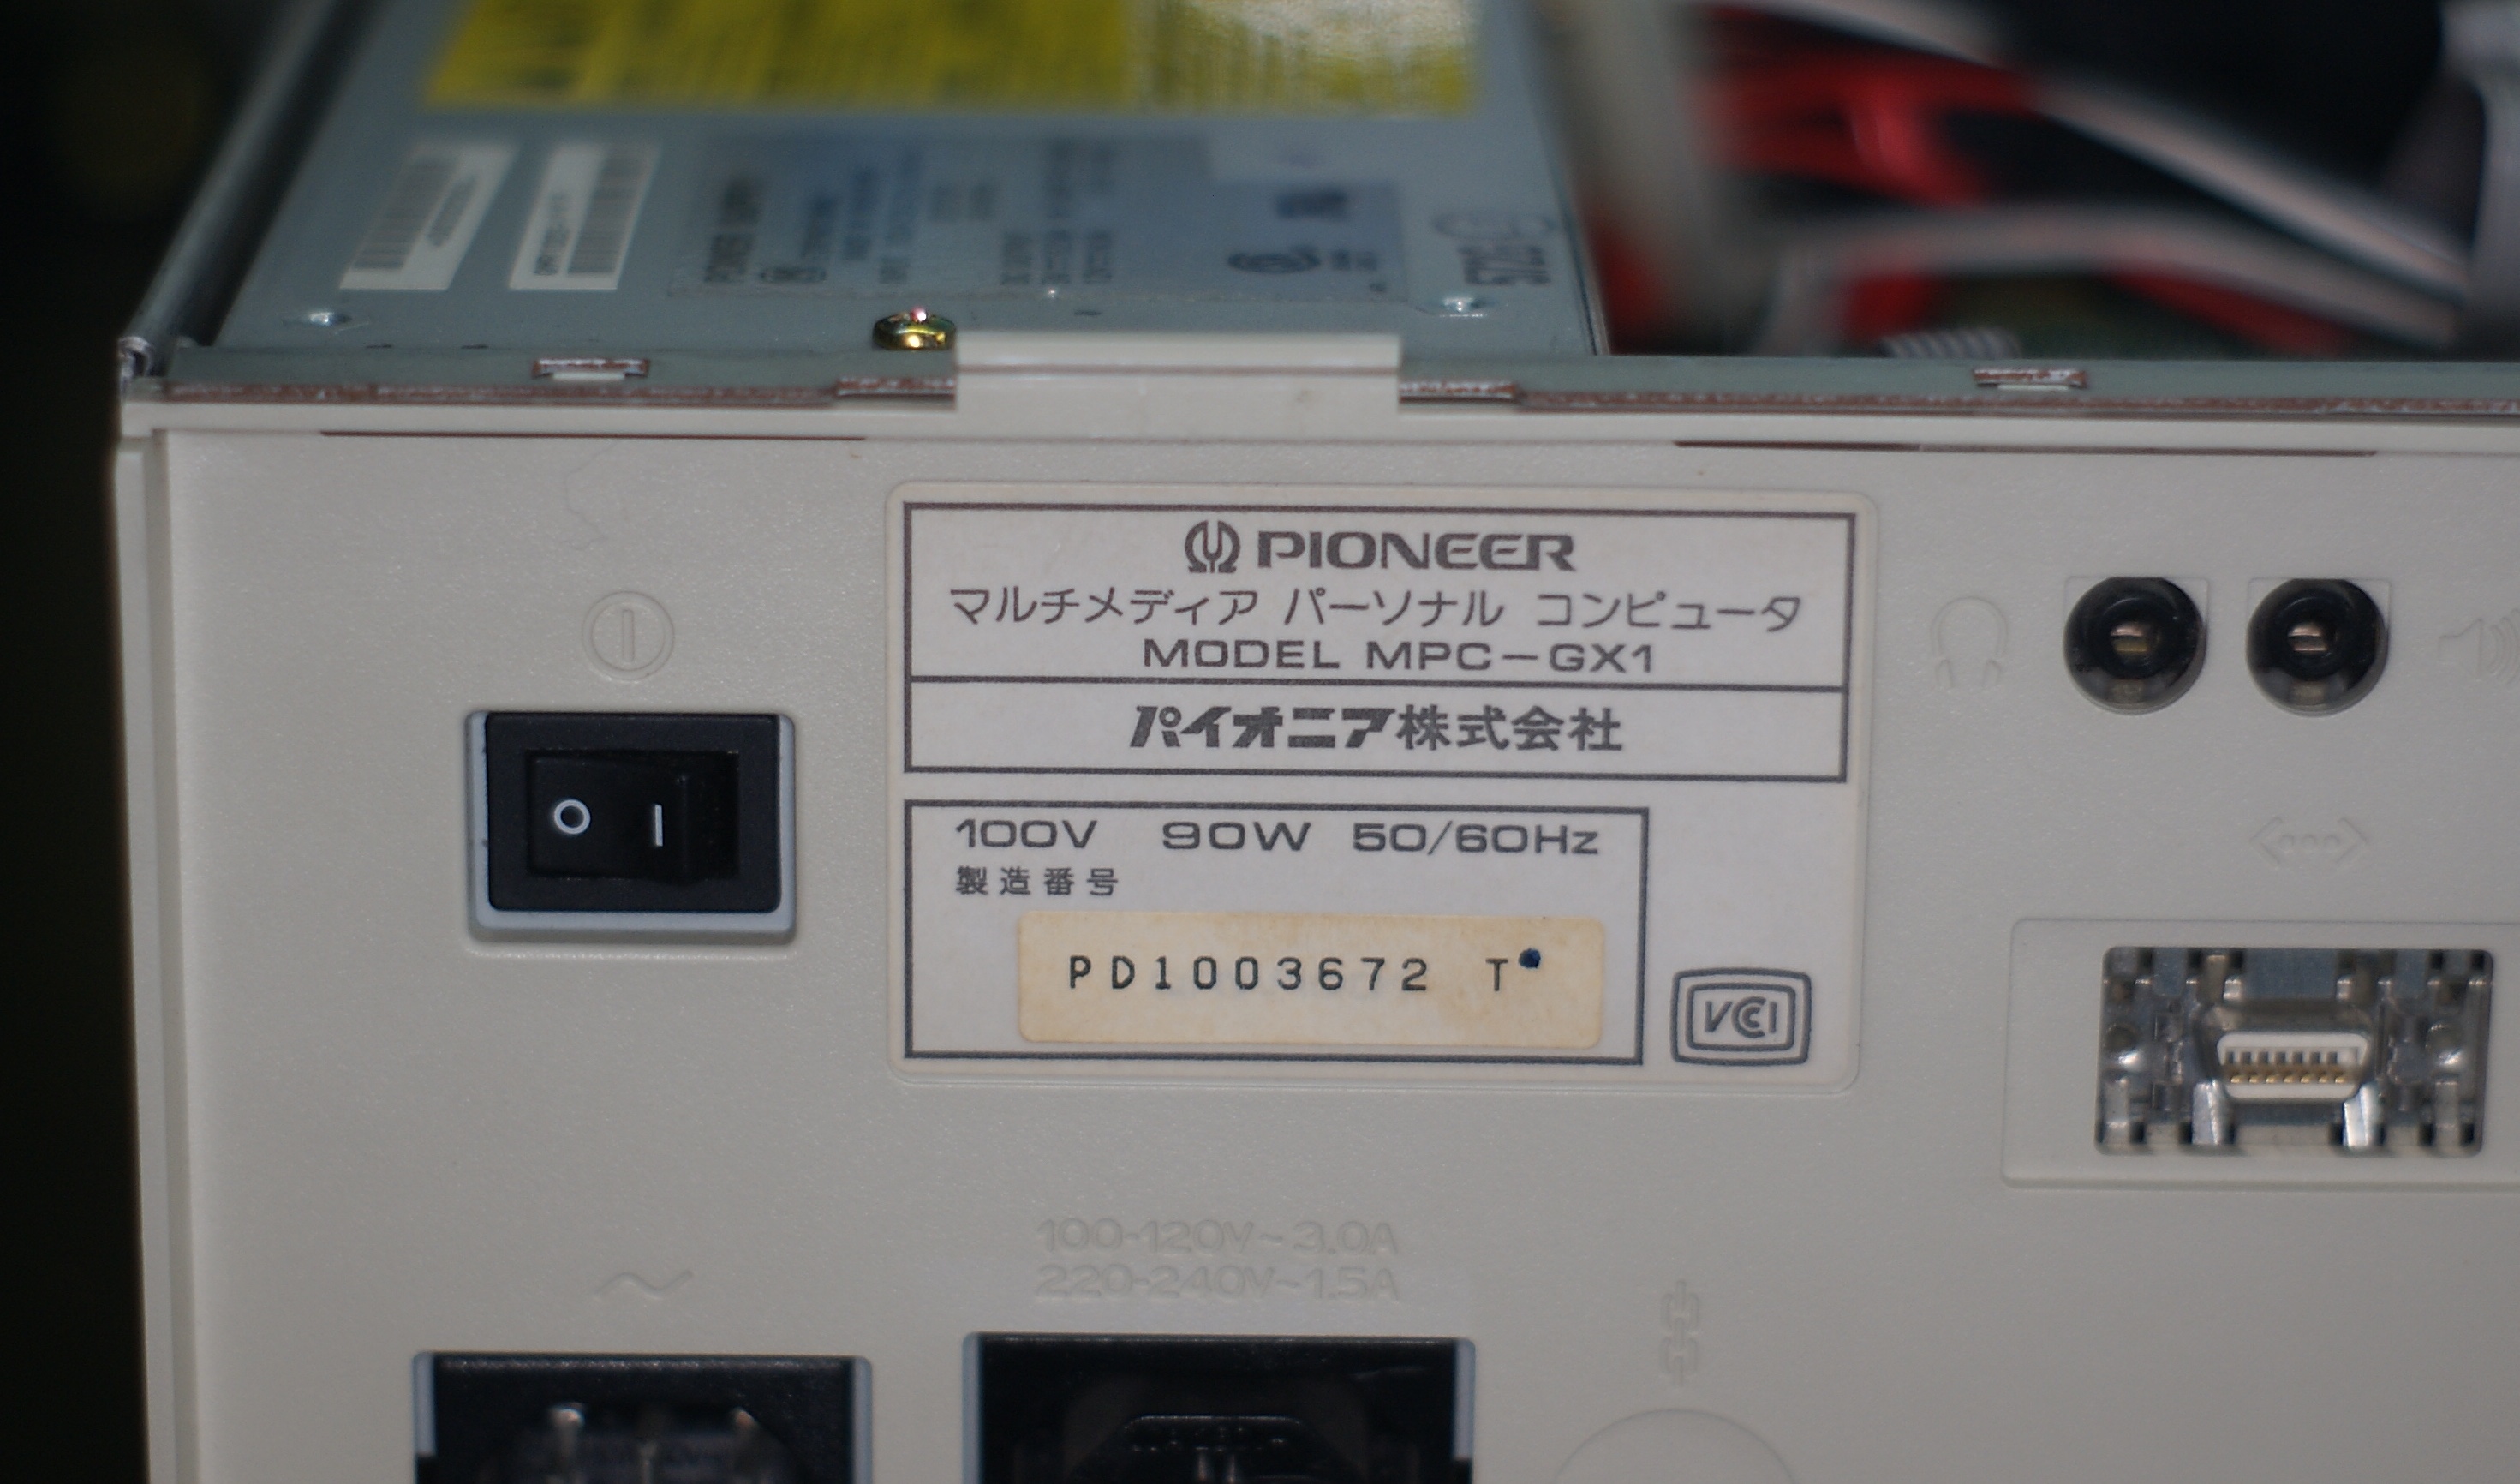 PIONEER
マルチメディア パーソナル コンピュータ
MODEL MPC-GX1
パイオニア株式会社
100V 90W 50/60Hz
製造番号
PD1003672 T
VCCI
100-120V~3.0A
220-240V~1.5A